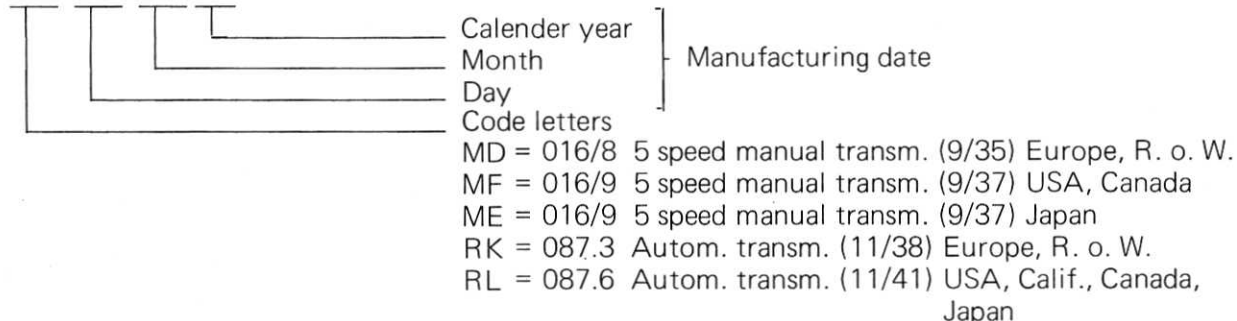 Calender year
Month
Day
Manufacturing date
Code letters
MD = 016/8 5 speed manual transm. (9/35) Europe, R. o. W.
MF = 016/9 5 speed manual transm. (9/37) USA, Canada
ME = 016/9 5 speed manual transm. (9/37) Japan
RK = 087.3 Autom. transm. (11/38) Europe, R. o. W.
RL = 087.6 Autom. transm. (11/41) USA, Calif., Canada,
Japan